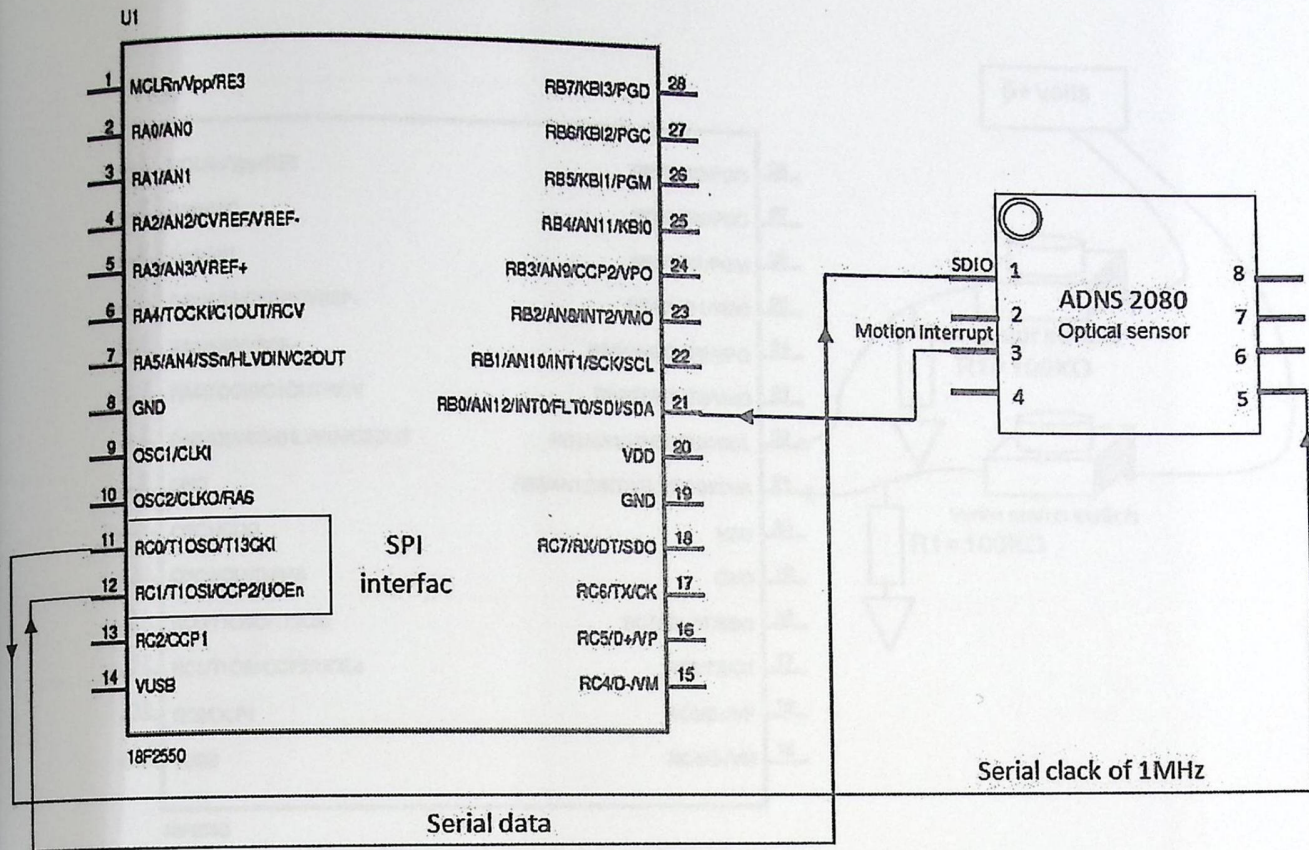 U1
1 MCLRn/Vpp/RE3
2 RA0/AN0
3 RA1/AN1
4 RA2/AN2/CVREF/VREF-
5 RA3/AN3/VREF+
6 RA4/TOCKI/C1OUT/RCV
7 RA5/AN4/SSn/HLVDINC2OUT
8 GND
9 OSC1/CLKI
10 OSC2/CLKO/RA6
11 RC0/T1OSO/T13CKI
12 RC1/T1OSI/CCP2/UOEn
13 RC2/CCP1
14 VUSB
SPI
interfac
RB7/KBI3/PGD 28
RB6/KBI2/PGC 27
RB5/KBI1/PGM 26
RB4/AN11/KBI0 25
RB3/AN9/CCP2/VPO 24
RB2/AN8/INT2/VMO 23
RB1/AN10/INT1/SCK/SCL 22
RB0/AN12/INT0/FLT0/SDI/SDA 21
VDD 20
GND 19
RC7/RX/DT/SDO 18
RC6/TX/CK 17
RC5/D+/VP 16
RC4/D-/VM 15
18F2550
SDIO 1
2
Motion interrupt 3
4
ADNS 2080
Optical sensor
8
7
6
5
Serial clack of 1MHz
Serial data